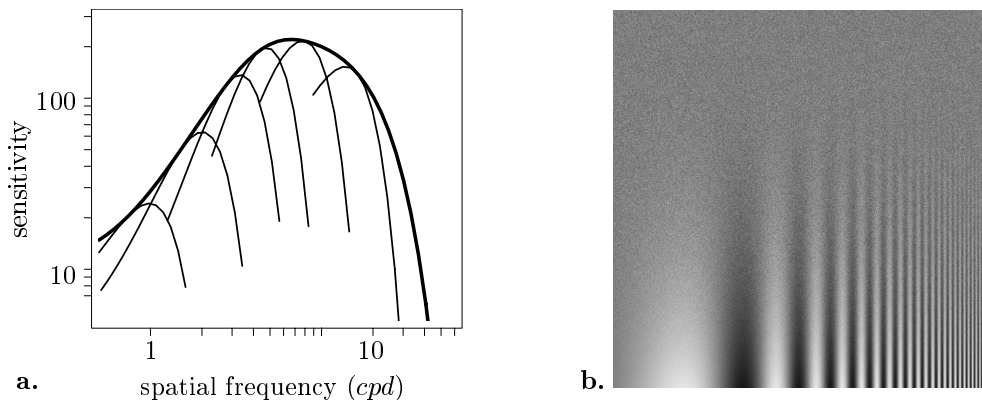 100
10
sensitivity
1 10
spatial frequency (cpd)
a.
b.